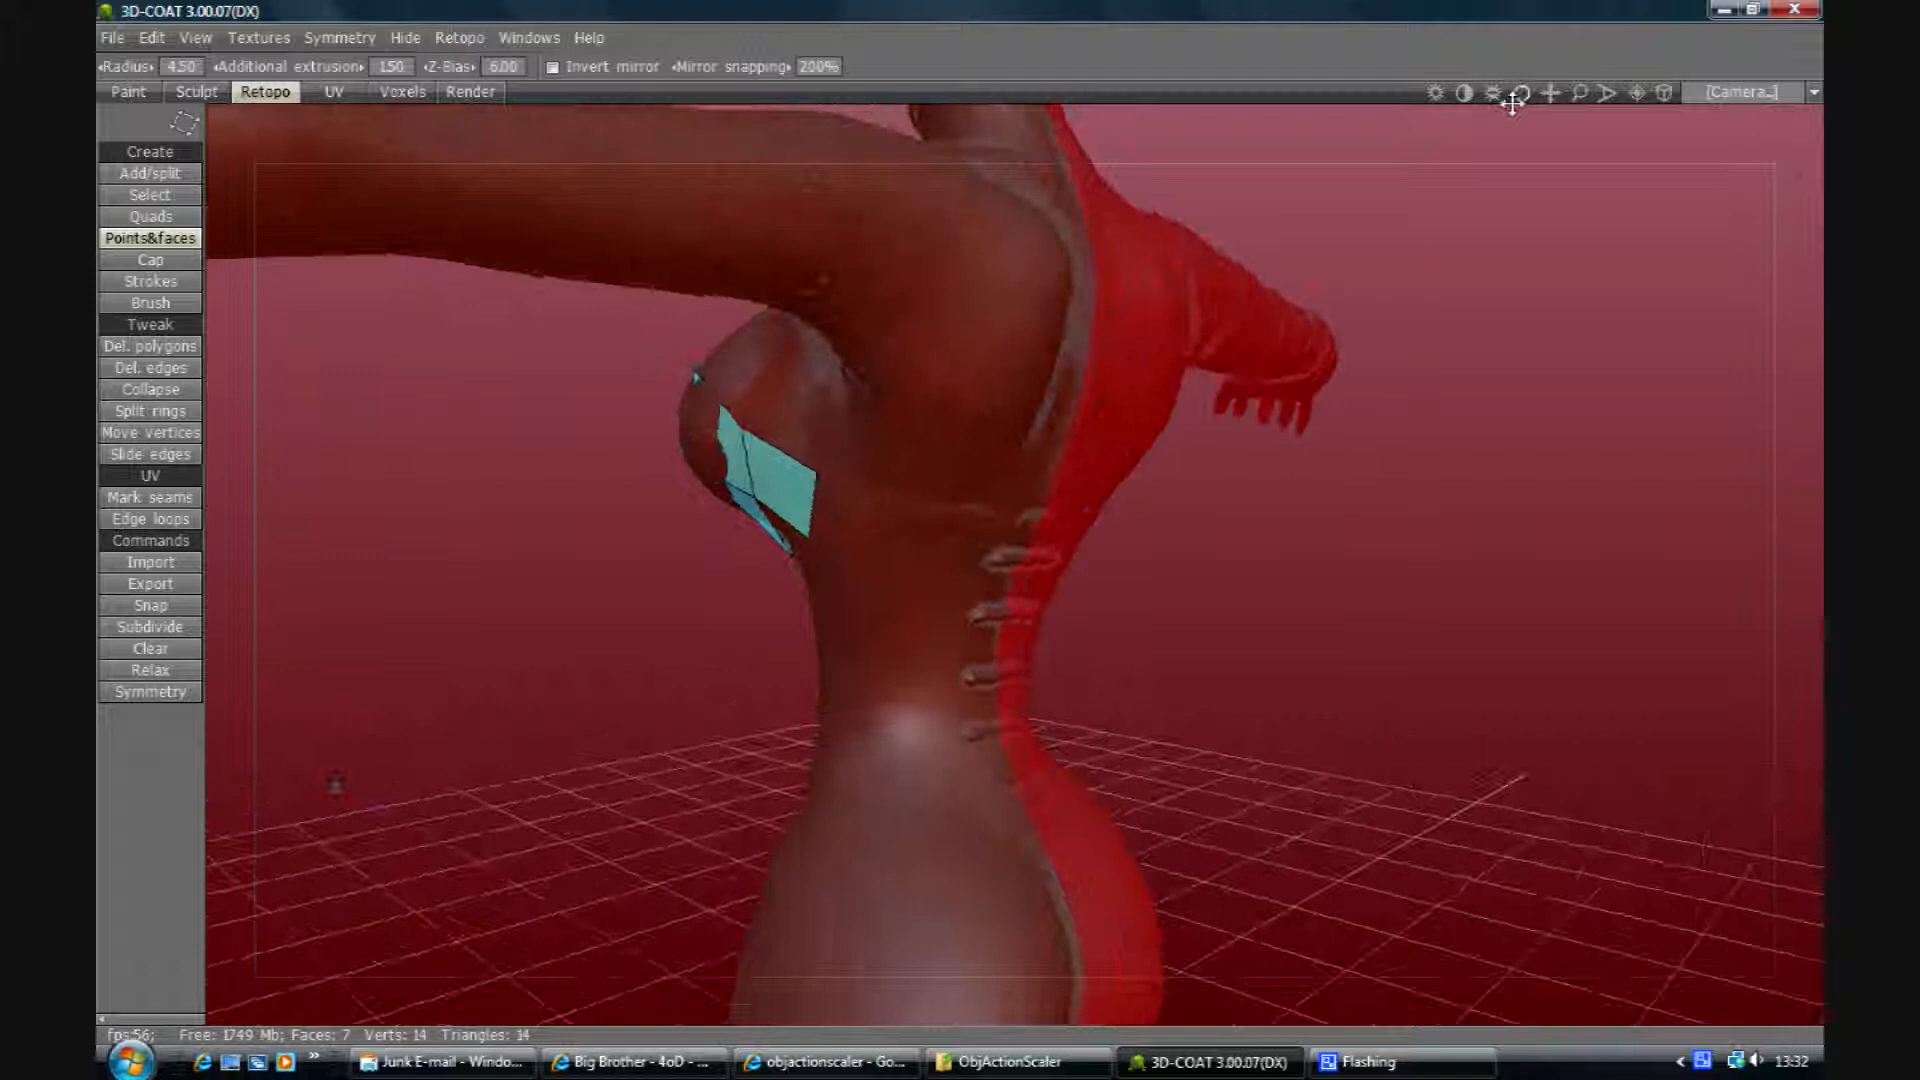 3D-COAT 3.00.07(DX)
File Edit View Textures Symmetry Hide Retopo Windows Help
Radius 4.50 Additional extrusion 1.50 Z-Bias 6.00 Invert mirror Mirror snapping 200%
Paint Sculpt Retopo UV Voxels Render [Camera..]
Create
Add/split
Select
Quads
Points&faces
Cap
Strokes
Brush
Tweak
Del. polygons
Del. edges
Collapse
Split rings
Move vertices
Slide edges
UV
Mark seams
Edge loops
Commands
Import
Export
Snap
Subdivide
Clear
Relax
Symmetry
fps:56; Free: 1749 Mb; Faces: 7 Verts: 14 Triangles: 14
Junk E-mail - Windo... Big Brother - 4oD - ... objactionscaler - Go... ObjActionScaler 3D-COAT 3.00.07(DX) Flashing 13:32